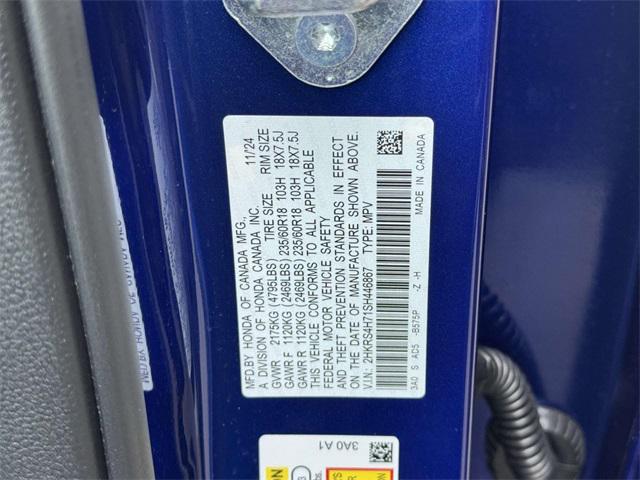 MFD.BY HONDA OF CANADA MFG.,
A DIVISION OF HONDA CANADA INC. 11/24
GVWR 2175KG (4795LBS) TIRE SIZE RIM SIZE
GAWR F 1120KG (2469LBS) 235/60R18 103H 18X7.5J
GAWR R 1120KG (2469LBS) 235/60R18 103H 18X7.5J
THIS VEHICLE CONFORMS TO ALL APPLICABLE
FEDERAL MOTOR VEHICLE SAFETY
& THEFT PREVENTION STANDARDS IN EFFECT
ON THE DATE OF MANUFACTURE SHOWN ABOVE.
V.I.N: 2HKRS4H71SH446867 TYPE: MPV
3A0 S AD5 -B575P -Z -H MADE IN CANADA
3A0 A1